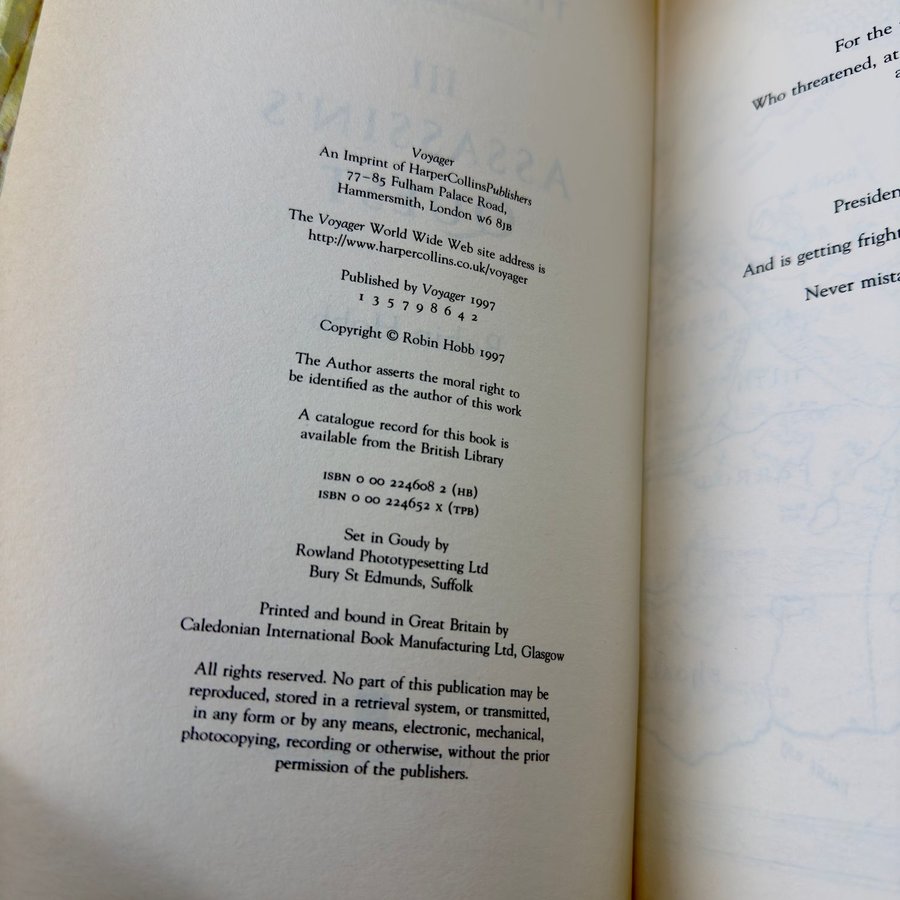 Voyager
An Imprint of HarperCollinsPublishers
77–85 Fulham Palace Road,
Hammersmith, London W6 8JB
The Voyager World Wide Web site address is
http://www.harpercollins.co.uk/voyager
Published by Voyager 1997
1 3 5 7 9 8 6 4 2
Copyright © Robin Hobb 1997
The Author asserts the moral right to
be identified as the author of this work
A catalogue record for this book is
available from the British Library
ISBN 0 00 224608 2 (HB)
ISBN 0 00 224652 X (TPB)
Set in Goudy by
Rowland Phototypesetting Ltd
Bury St Edmunds, Suffolk
Printed and bound in Great Britain by
Caledonian International Book Manufacturing Ltd, Glasgow
All rights reserved. No part of this publication may be
reproduced, stored in a retrieval system, or transmitted,
in any form or by any means, electronic, mechanical,
photocopying, recording or otherwise, without the prior
permission of the publishers.
III
ASSASSIN'S
For the
Who threatened, at
Presiden
And is getting fright
Never mista